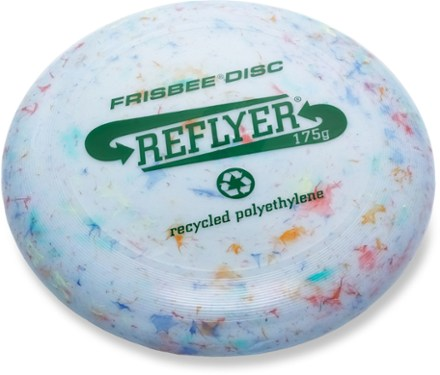 FRISBEE® DISC
REFLYER®
175g
recycled polyethylene